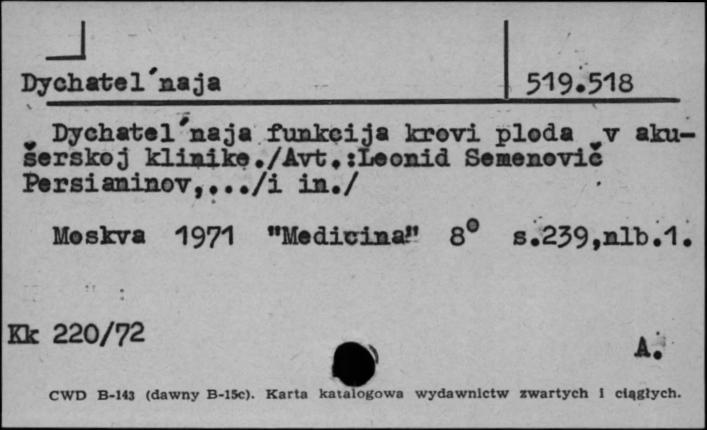 Dychatel´naja 519.518
Dychatel´naja funkcija krovi ploda v aku-
šerskoj klinike./Avt.:Leonid Semenovič
Persianinov,.../i in./
Moskva 1971 "Medicina" 8° s.239,nlb.1.
Kk 220/72
A.
CWD B-143 (dawny B-15c). Karta katalogowa wydawnictw zwartych i ciągłych.